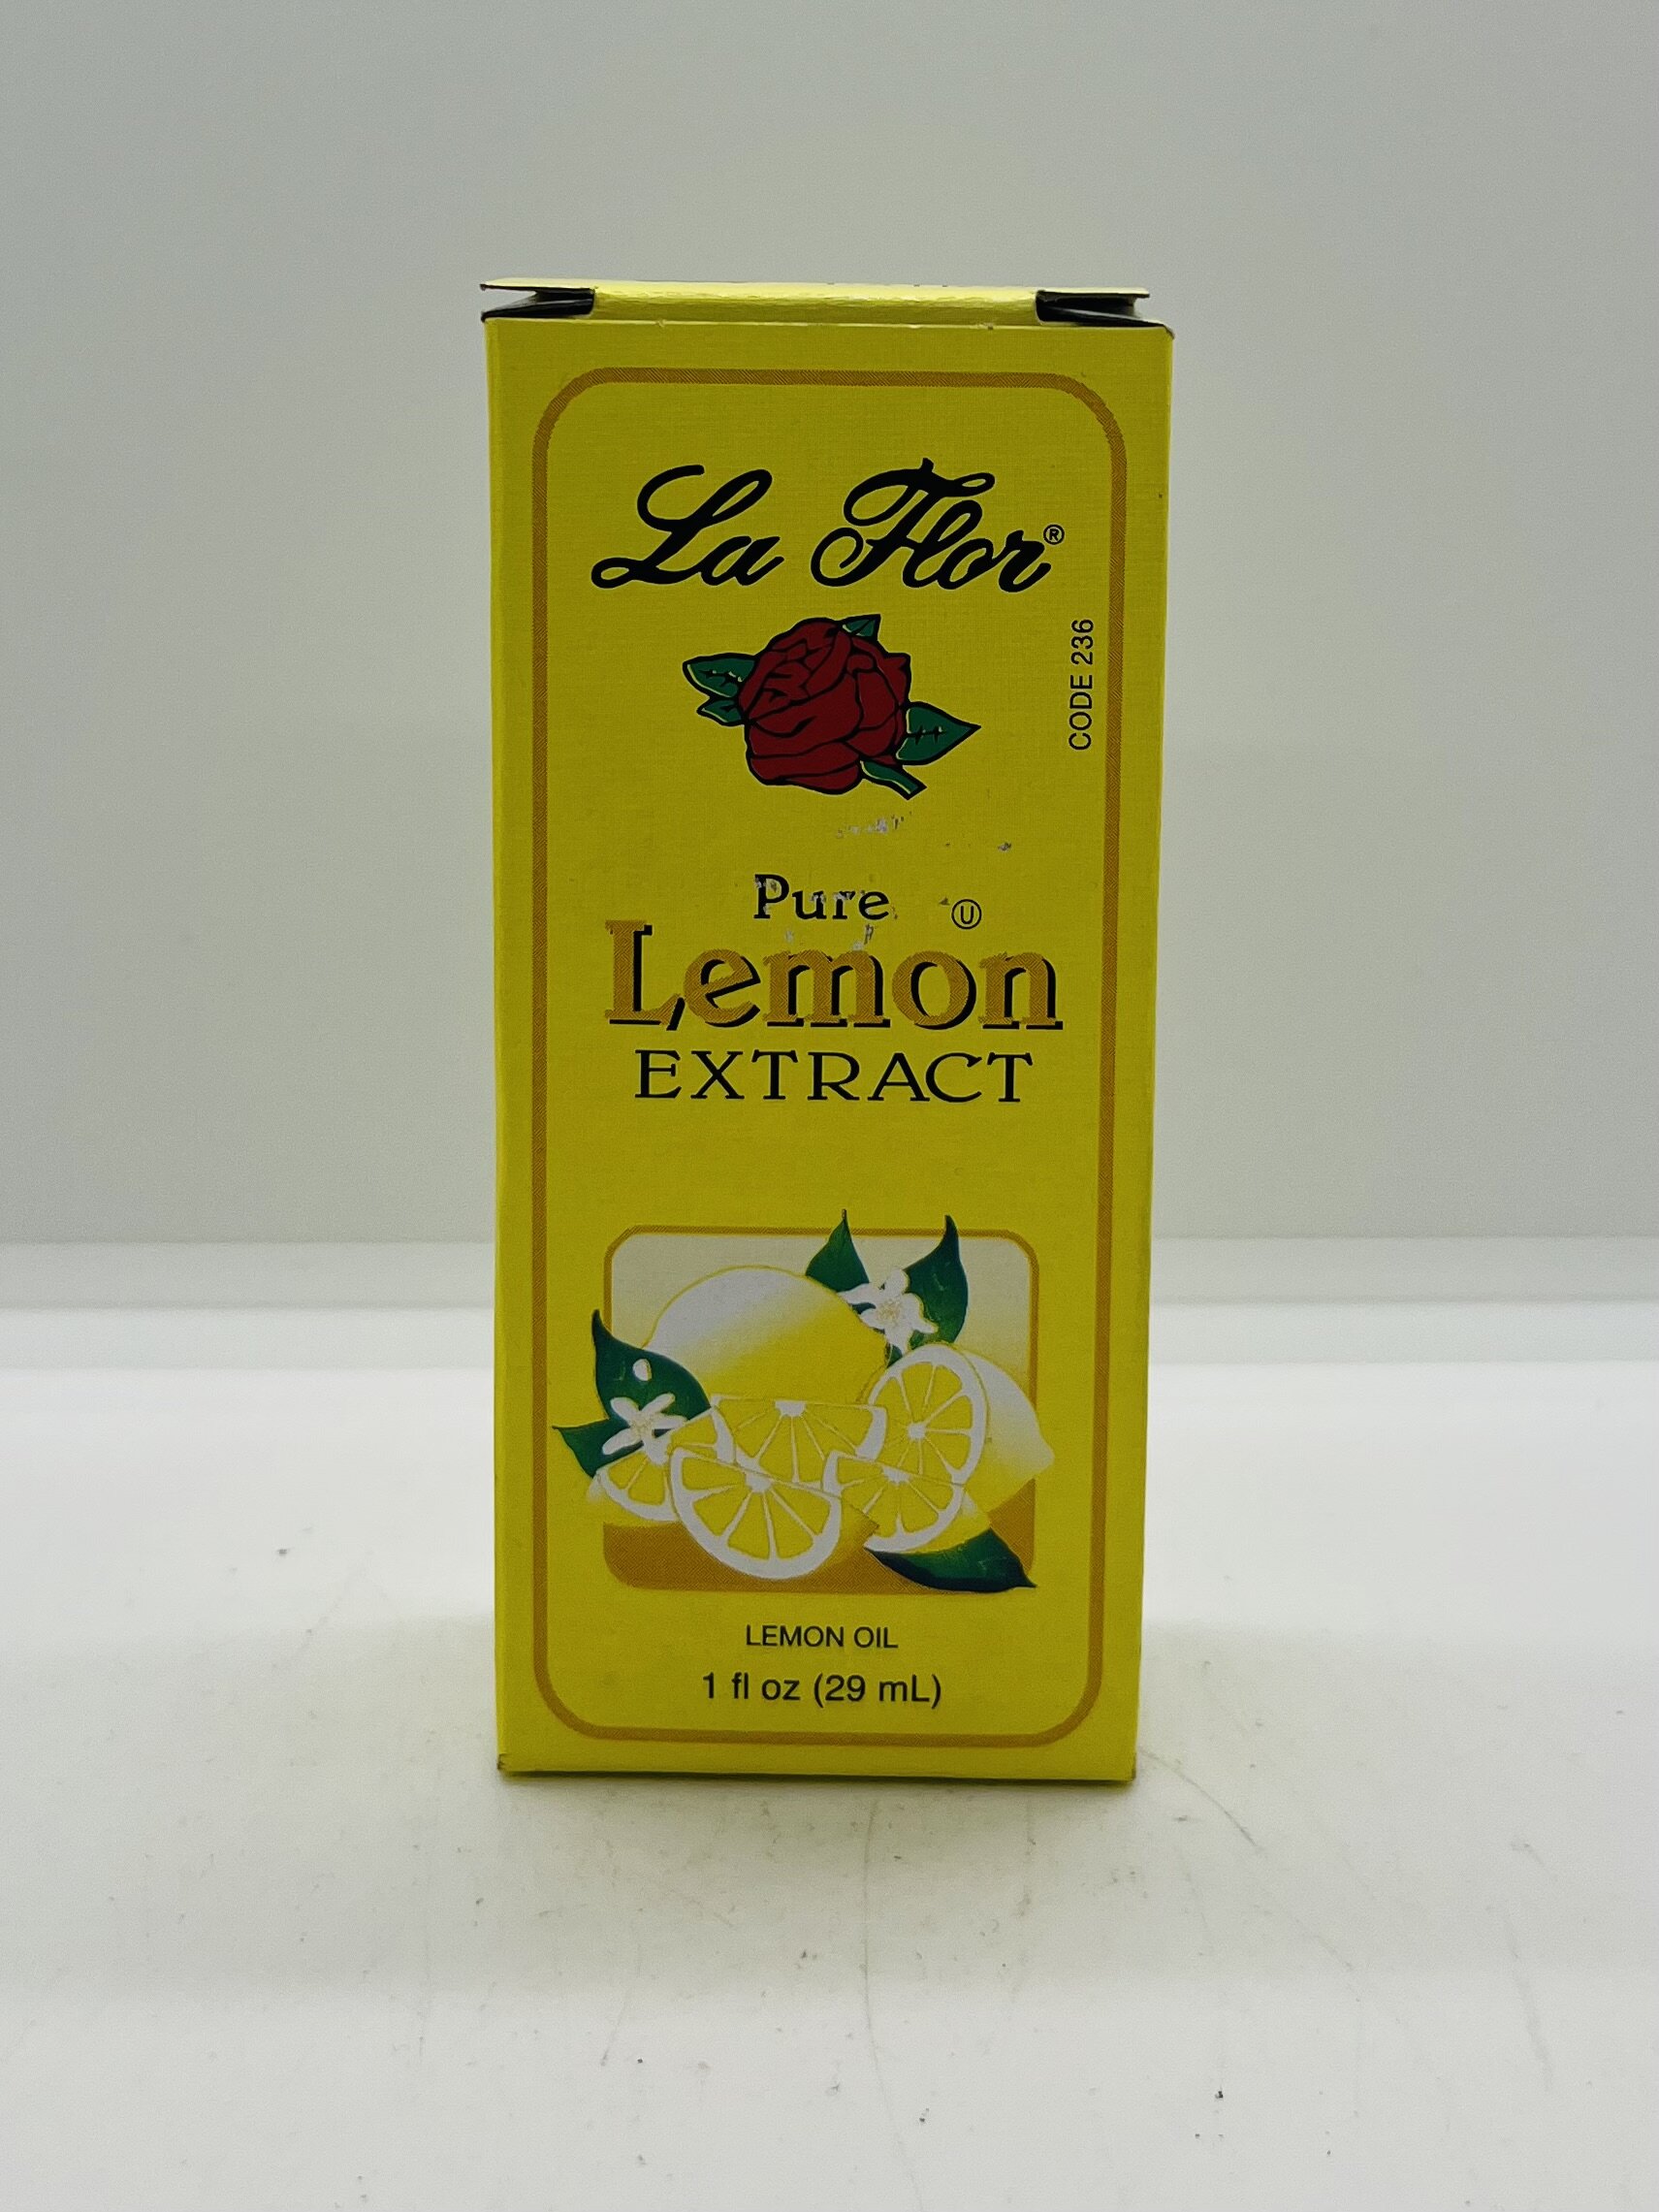 La Flor®
CODE 236
Pure Ⓤ
Lemon
EXTRACT
LEMON OIL
1 fl oz (29 mL)